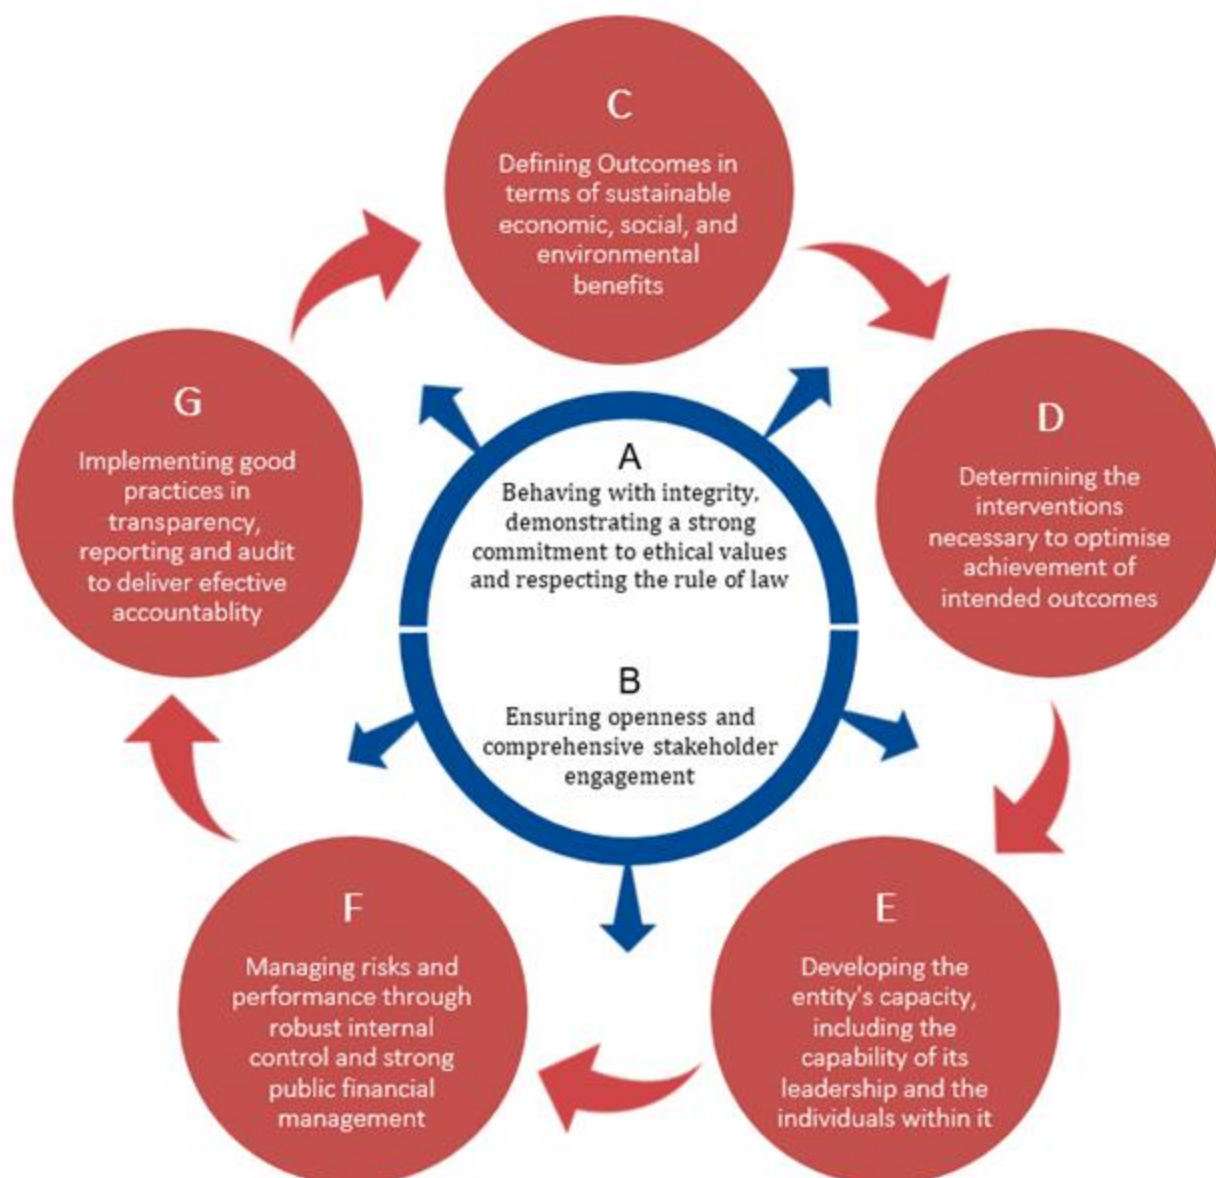 C
Defining Outcomes in
terms of sustainable
economic, social, and
environmental
benefits
G
Implementing good
practices in
transparency,
reporting and audit
to deliver efective
accountablity
A
Behaving with integrity,
demonstrating a strong
commitment to ethical values
and respecting the rule of law
D
Determining the
interventions
necessary to optimise
achievement of
intended outcomes
B
Ensuring openness and
comprehensive stakeholder
engagement
F
Managing risks and
performance through
robust internal
control and strong
public financial
management
E
Developing the
entity's capacity,
including the
capability of its
leadership and the
individuals within it